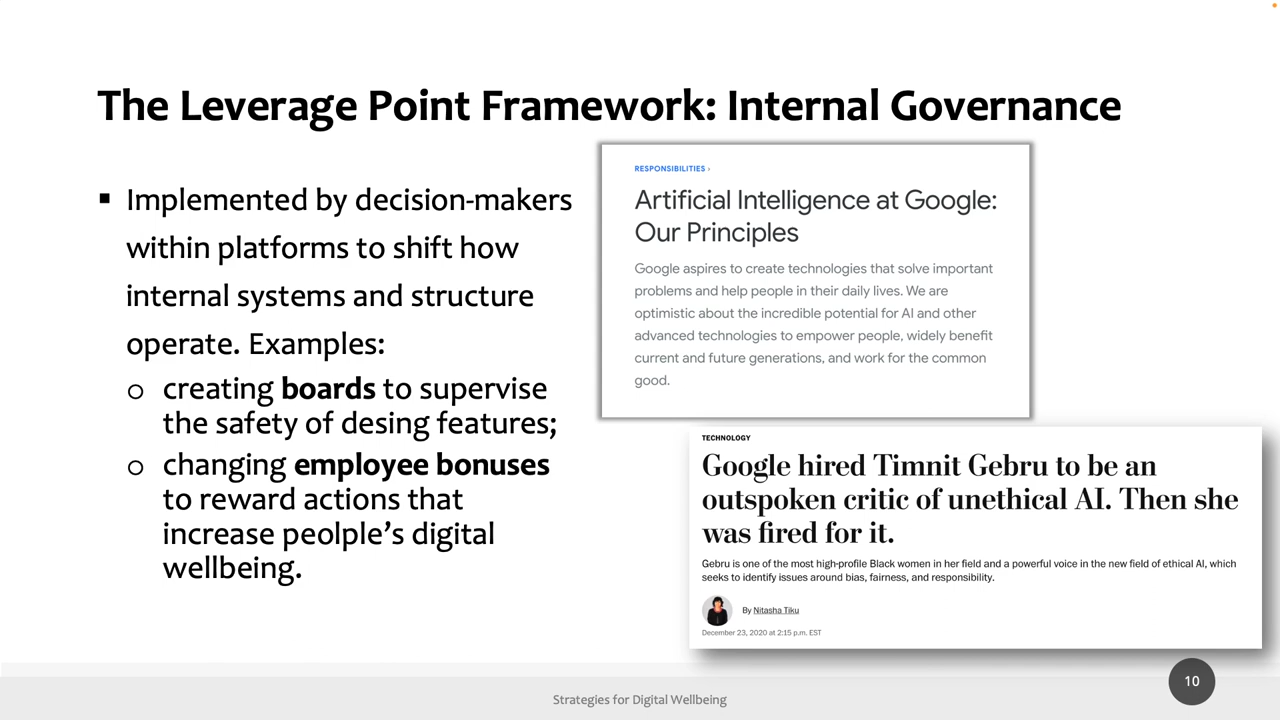 The Leverage Point Framework: Internal Governance
▪ Implemented by decision-makers
within platforms to shift how
internal systems and structure
operate. Examples:
o creating boards to supervise
the safety of desing features;
o changing employee bonuses
to reward actions that
increase peolple’s digital
wellbeing.
RESPONSIBILITIES ›
Artificial Intelligence at Google:
Our Principles
Google aspires to create technologies that solve important
problems and help people in their daily lives. We are
optimistic about the incredible potential for AI and other
advanced technologies to empower people, widely benefit
current and future generations, and work for the common
good.
TECHNOLOGY
Google hired Timnit Gebru to be an
outspoken critic of unethical AI. Then she
was fired for it.
Gebru is one of the most high-profile Black women in her field and a powerful voice in the new field of ethical AI, which
seeks to identify issues around bias, fairness, and responsibility.
By Nitasha Tiku
December 23, 2020 at 2:15 p.m. EST
Strategies for Digital Wellbeing
10